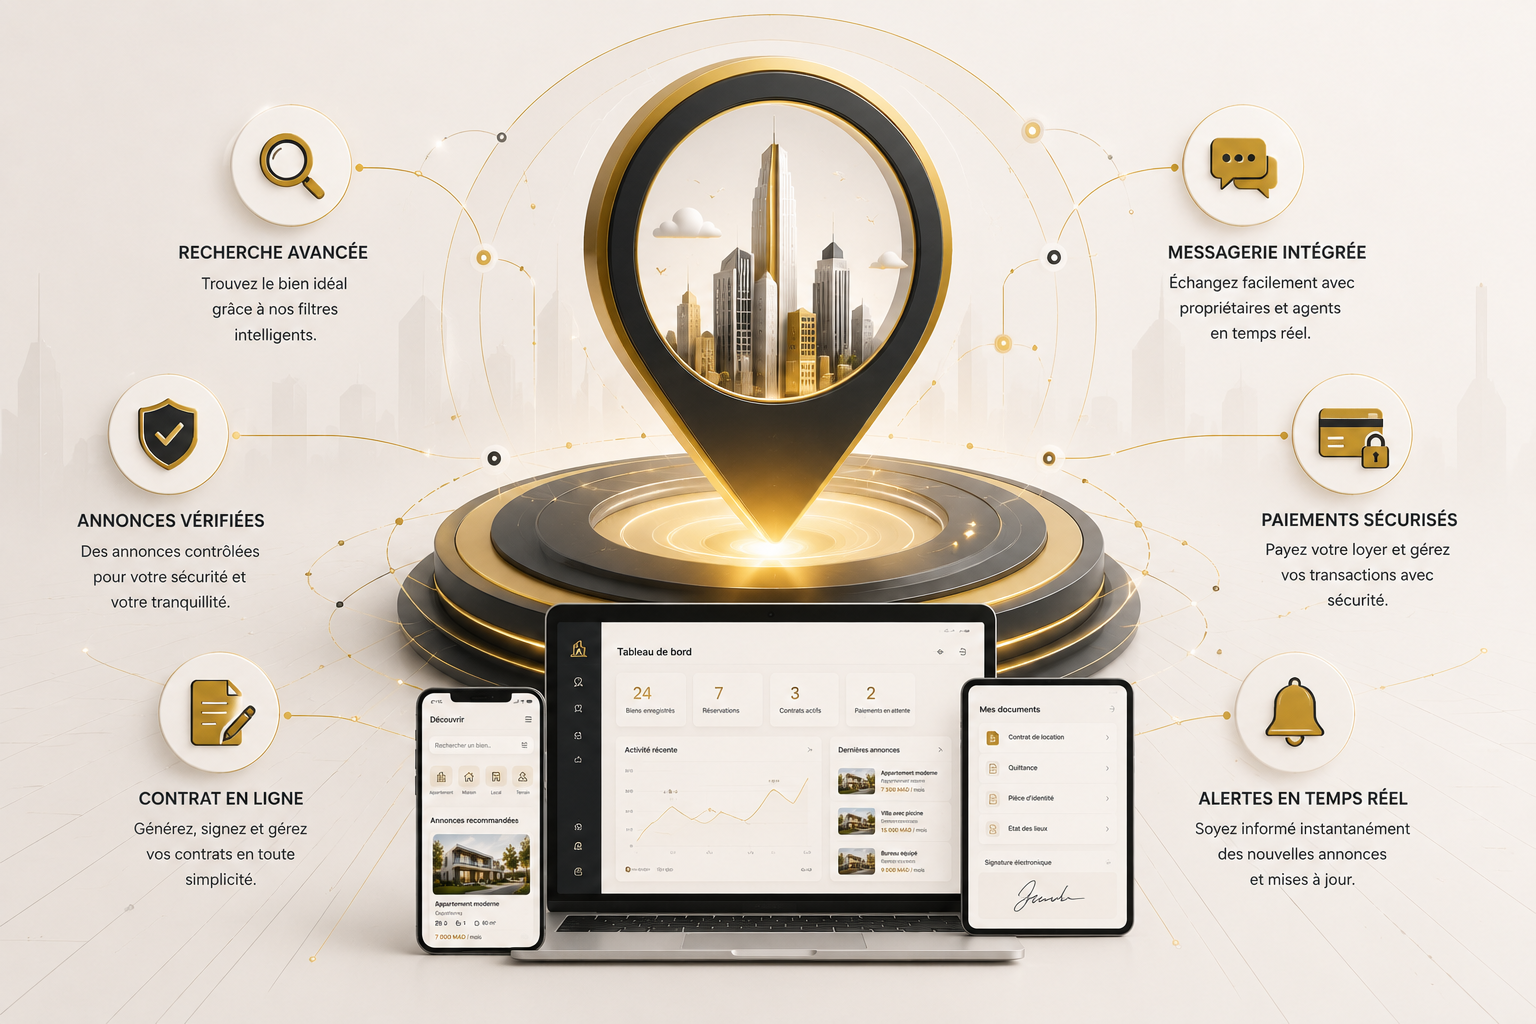 RECHERCHE AVANCÉE
Trouvez le bien idéal
grâce à nos filtres
intelligents.
MESSAGERIE INTÉGRÉE
Échangez facilement avec
propriétaires et agents
en temps réel.
ANNONCES VÉRIFIÉES
Des annonces contrôlées
pour votre sécurité et
votre tranquillité.
PAIEMENTS SÉCURISÉS
Payez votre loyer et gérez
vos transactions avec
sécurité.
CONTRAT EN LIGNE
Générez, signez et gérez
vos contrats en toute
simplicité.
ALERTES EN TEMPS RÉEL
Soyez informé instantanément
des nouvelles annonces
et mises à jour.
Découvrir
Rechercher un bien..
Appartement Maison Local Terrain
Annonces recommandées
Appartement moderne
7 000 MAD / mois
Tableau de bord
24
Biens enregistrés
7
Réservations
3
Contrats actifs
2
Paiements en attente
Activité récente
Dernières annonces
Appartement moderne
7 500 MAD / mois
Villa avec piscine
15 000 MAD / mois
Bureau équipé
9 000 MAD / mois
Mes documents
Contrat de location
Quittance
Pièce d'identité
État des lieux
Signature électronique